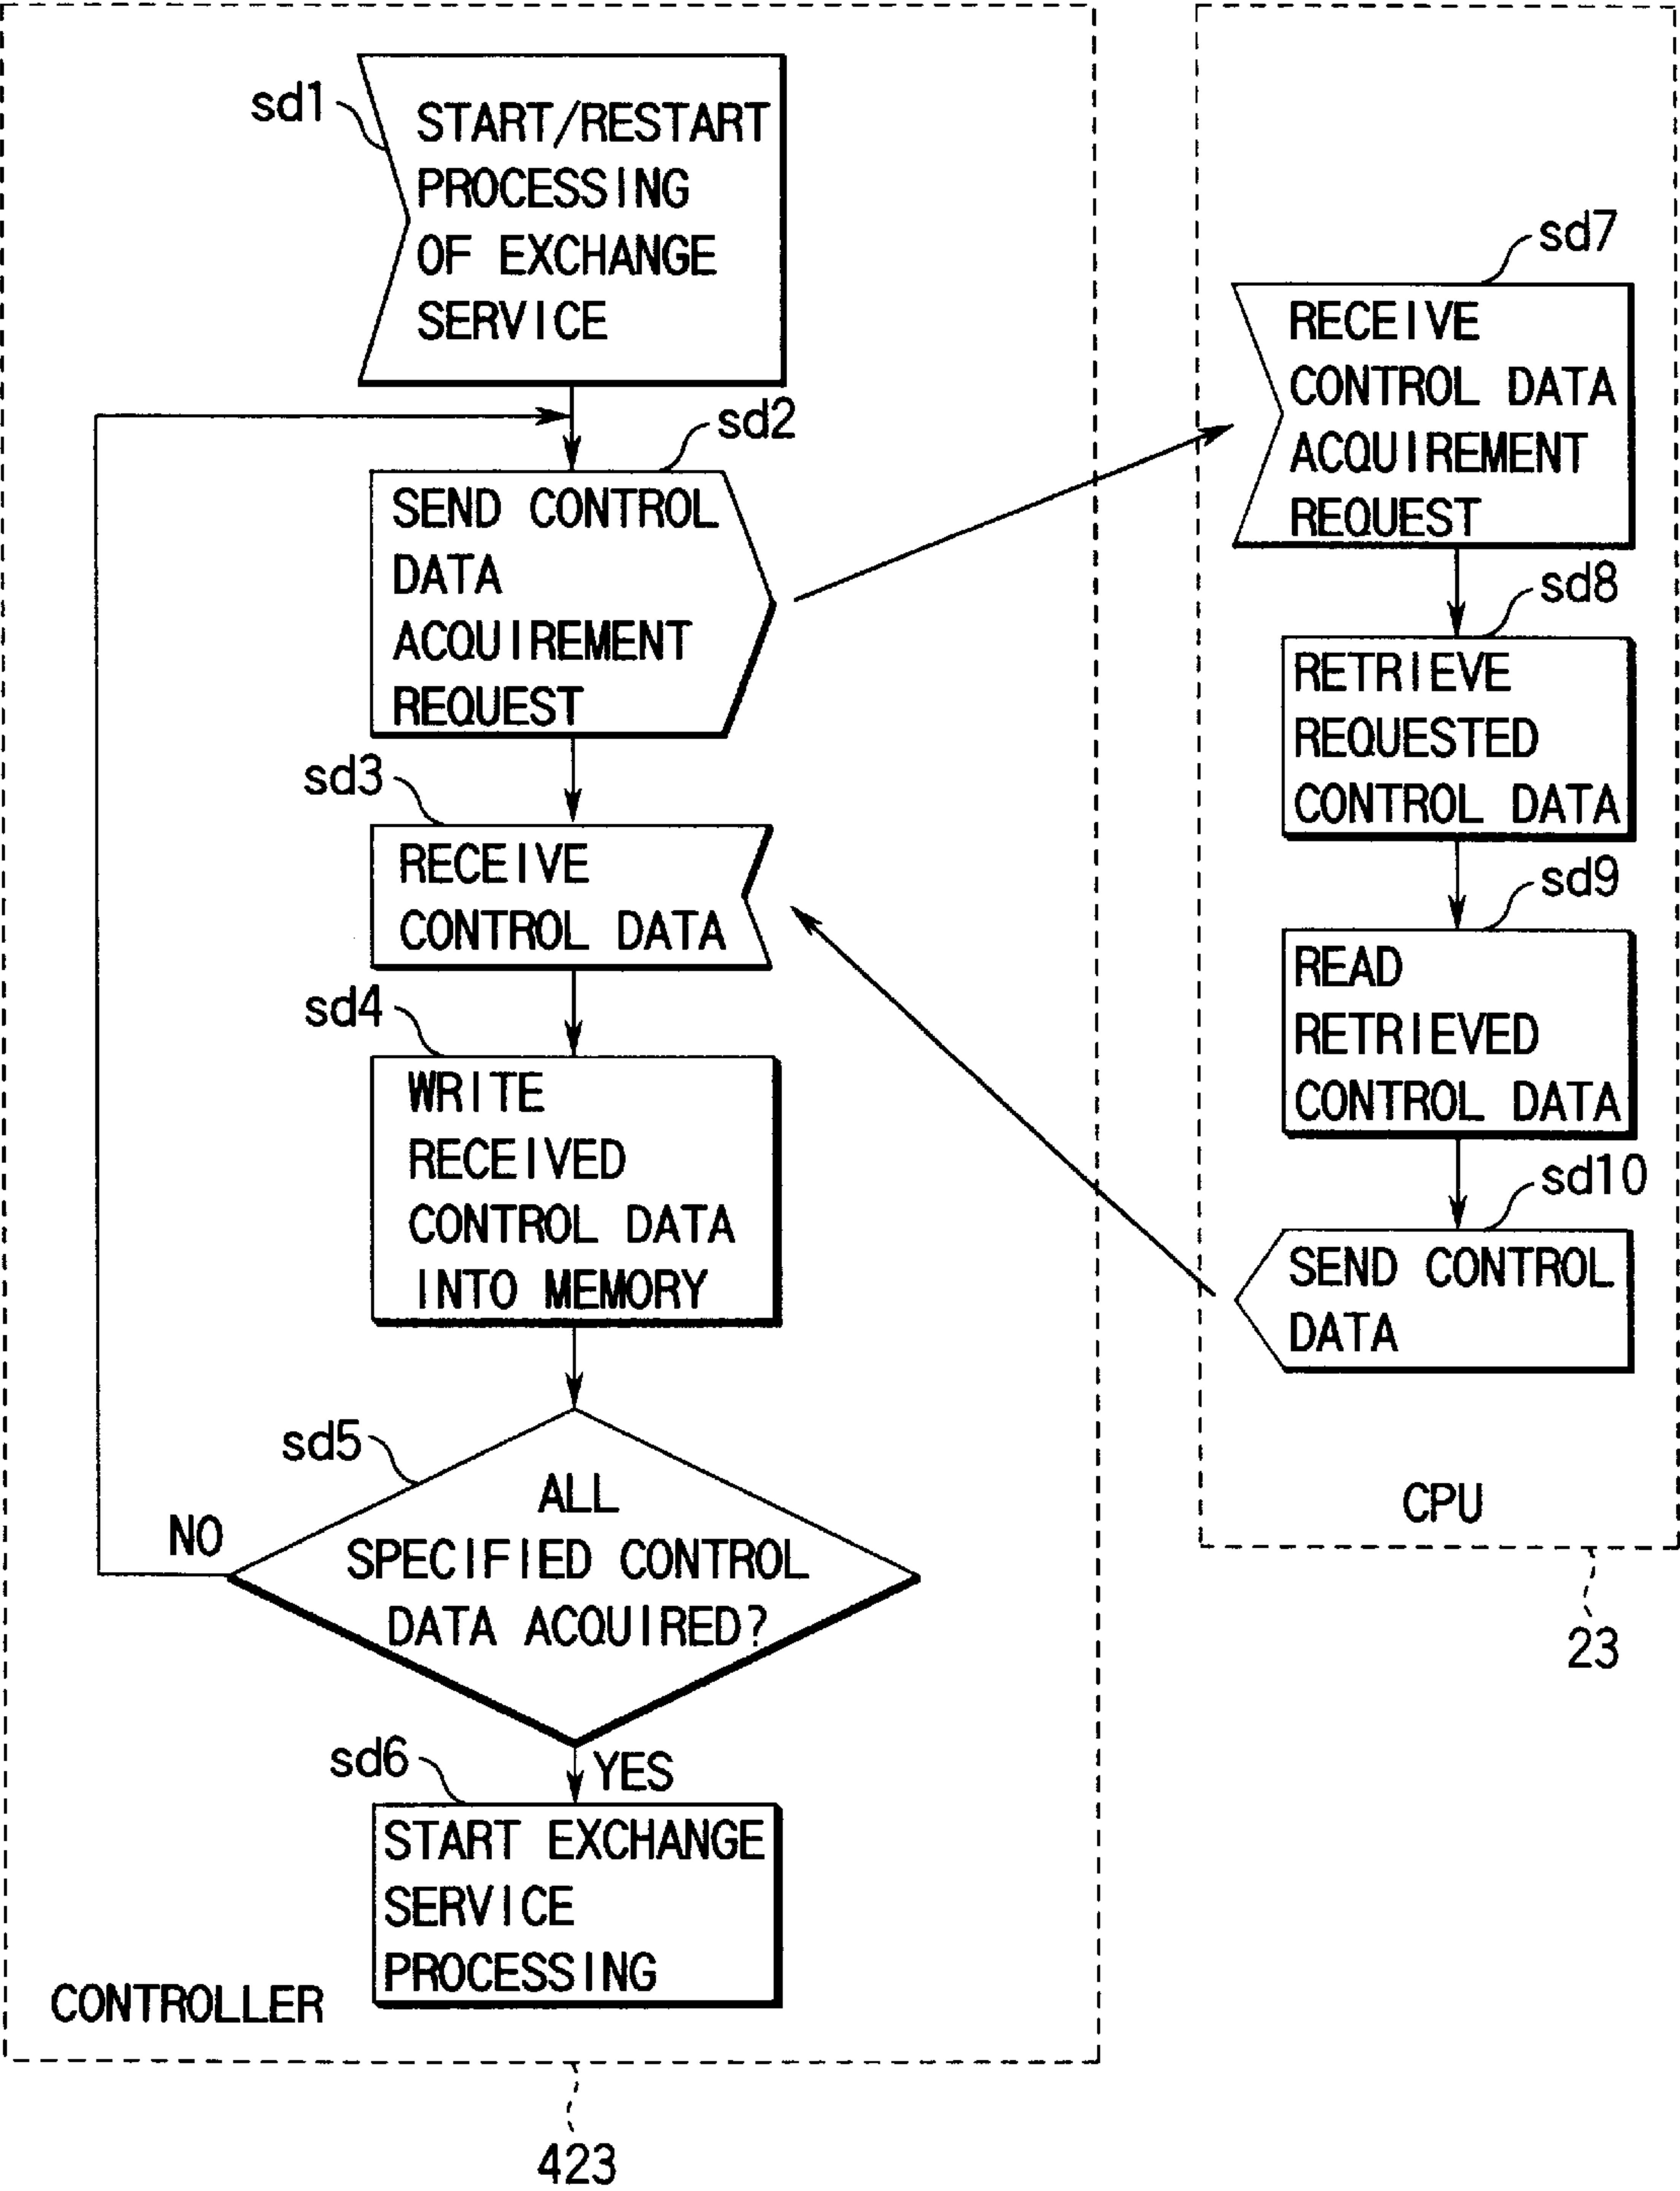 sd1
START/RESTART
PROCESSING
OF EXCHANGE
SERVICE
sd2
SEND CONTROL
DATA
ACQUIREMENT
REQUEST
sd3
RECEIVE
CONTROL DATA
sd4
WRITE
RECEIVED
CONTROL DATA
INTO MEMORY
sd5
ALL
SPECIFIED CONTROL
DATA ACQUIRED?
NO
YES
sd6
START EXCHANGE
SERVICE
PROCESSING
CONTROLLER
423
sd7
RECEIVE
CONTROL DATA
ACQUIREMENT
REQUEST
sd8
RETRIEVE
REQUESTED
CONTROL DATA
sd9
READ
RETRIEVED
CONTROL DATA
sd10
SEND CONTROL
DATA
CPU
23